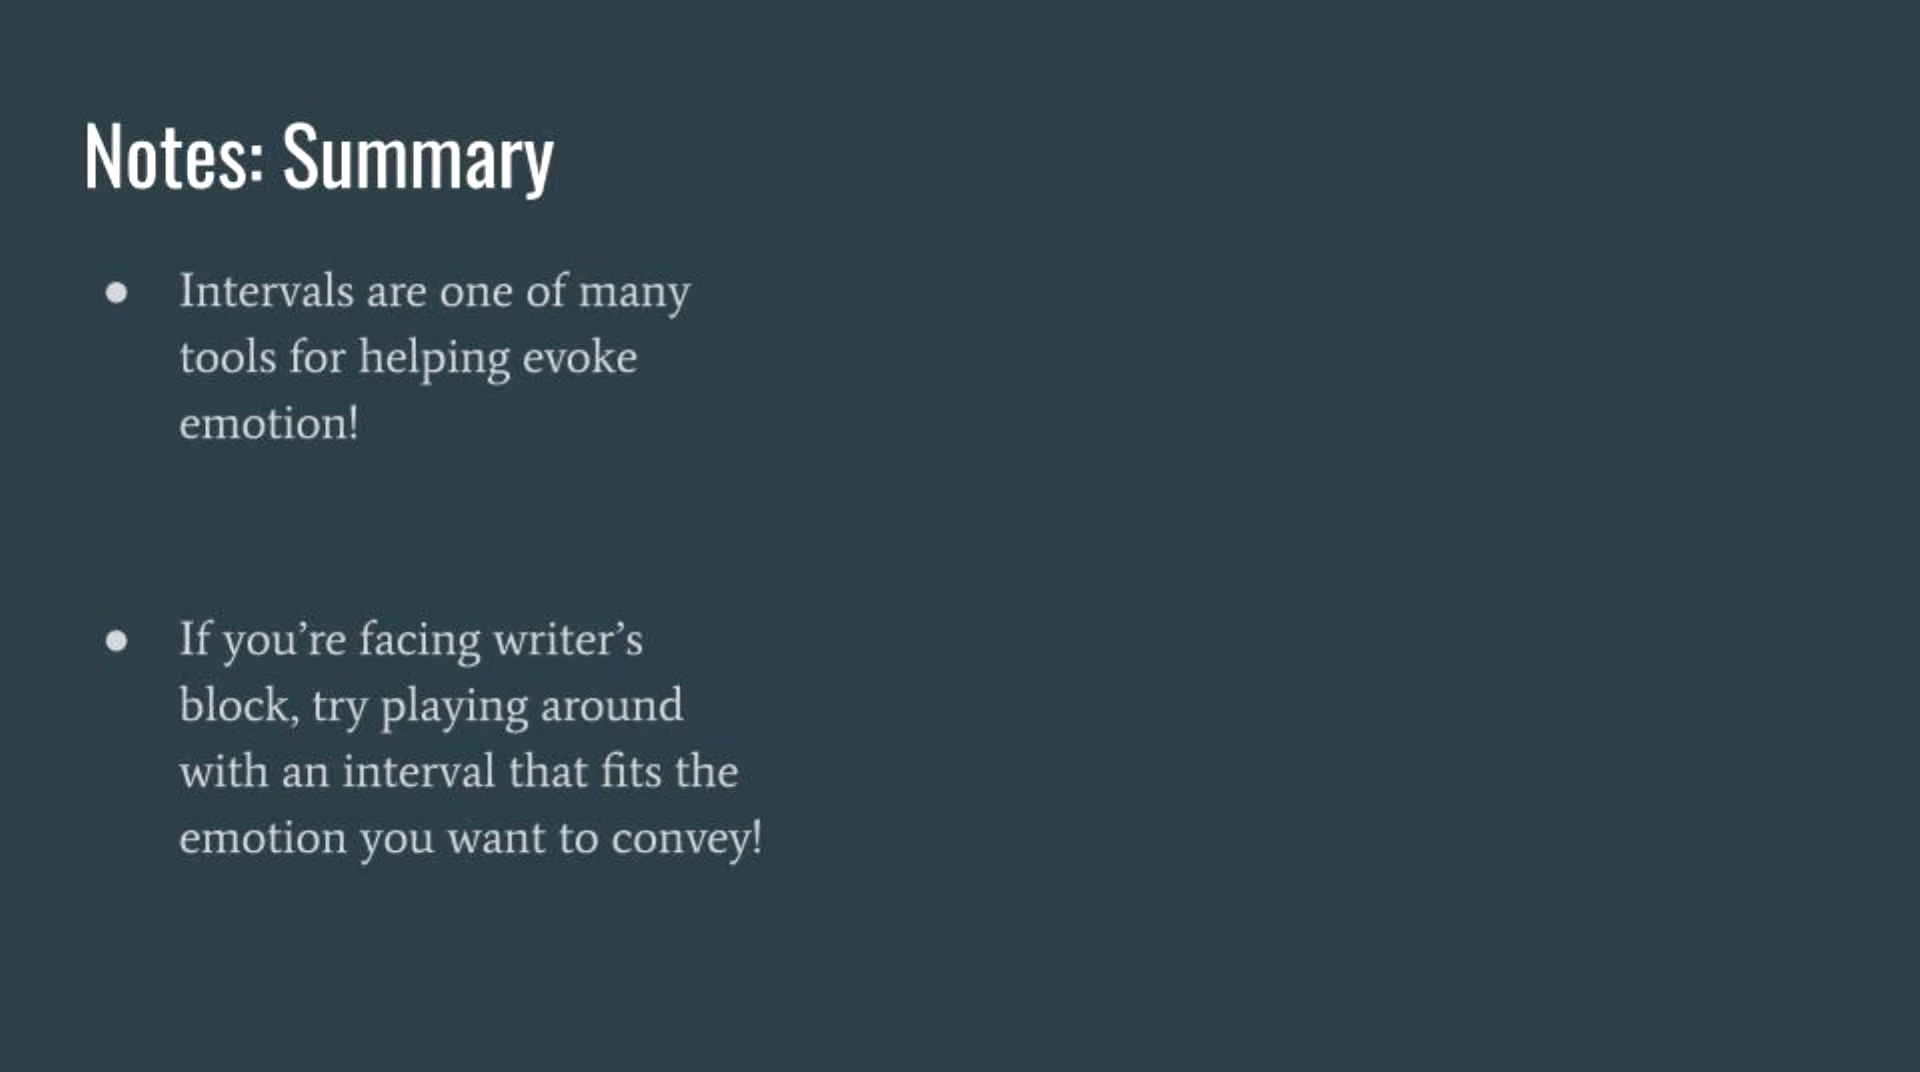 Notes: Summary
● Intervals are one of many
tools for helping evoke
emotion!
● If you’re facing writer’s
block, try playing around
with an interval that fits the
emotion you want to convey!